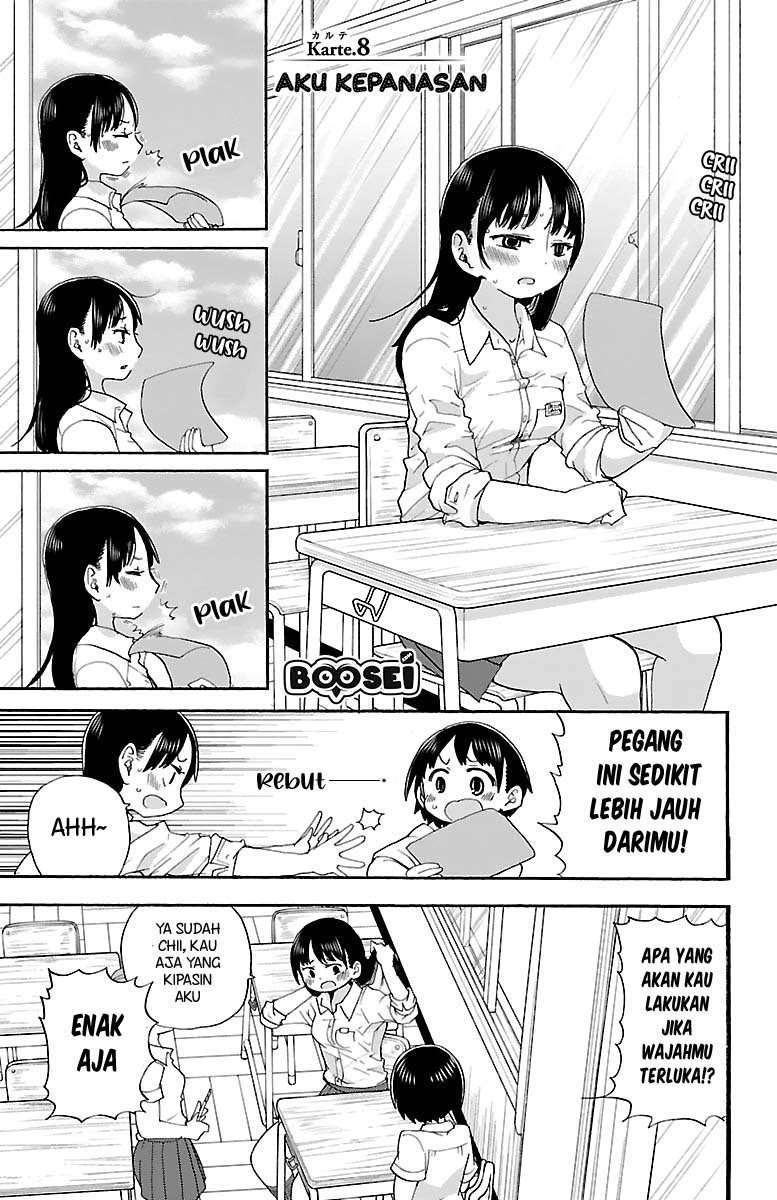 カルテ
Karte.8
AKU KEPANASAN
CRII
CRII
CRII
PLAK
WUSH
WUSH
PLAK
BOOSEI
PEGANG
INI SEDIKIT
LEBIH JAUH
DARIMU!
REBUT
AHH~
APA YANG
AKAN KAU
LAKUKAN
JIKA
WAJAHMU
TERLUKA!?
YA SUDAH
CHII, KAU
AJA YANG
KIPASIN
AKU
ENAK
AJA